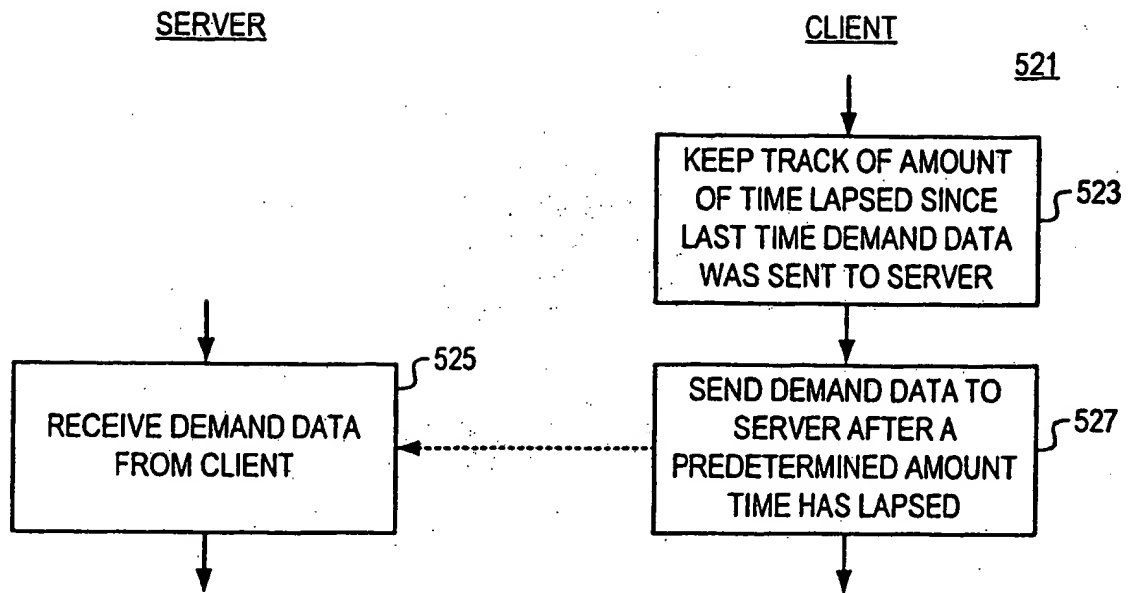 SERVER
CLIENT
521
KEEP TRACK OF AMOUNT
OF TIME LAPSED SINCE
LAST TIME DEMAND DATA
WAS SENT TO SERVER
523
RECEIVE DEMAND DATA
FROM CLIENT
525
SEND DEMAND DATA TO
SERVER AFTER A
PREDETERMINED AMOUNT
TIME HAS LAPSED
527